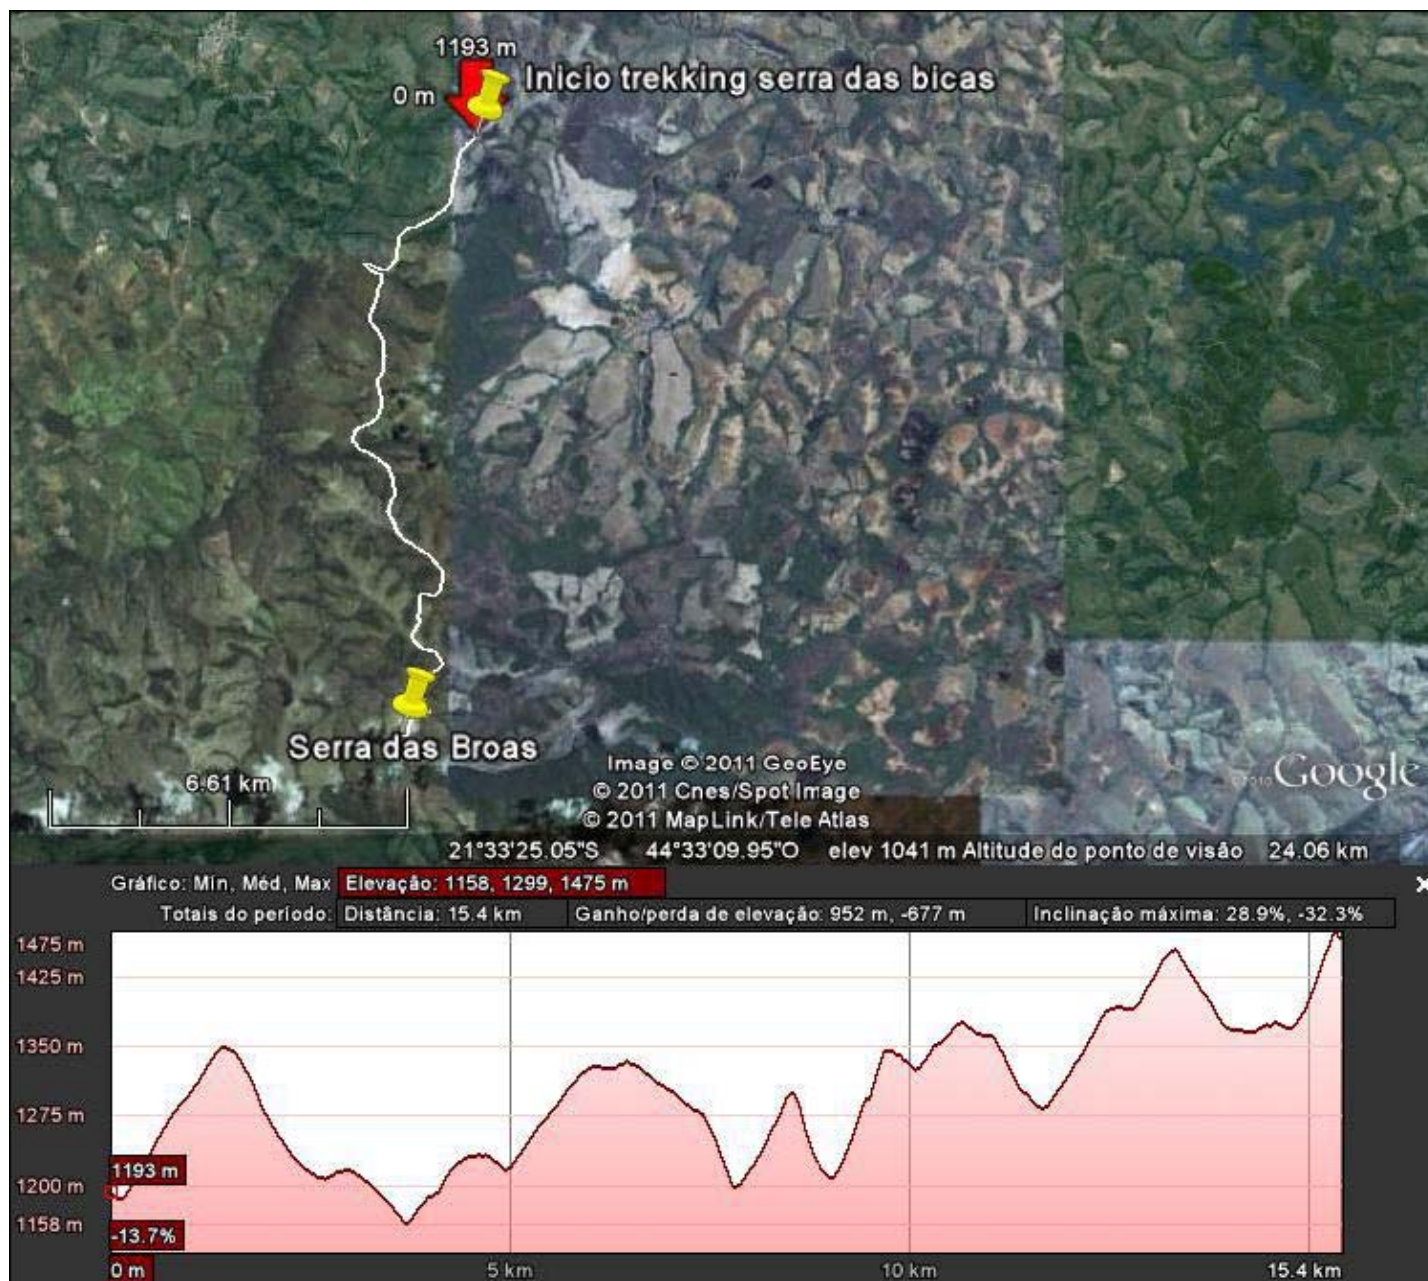 1193 m
0 m
Inicio trekking serra das bicas
Serra das Broas
6.61 km
Image © 2011 GeoEye
© 2011 Cnes/Spot Image
© 2011 MapLink/Tele Atlas
©2010 Google
21°33'25.05"S 44°33'09.95"O elev 1041 m Altitude do ponto de visão 24.06 km
Gráfico: Mín, Méd, Max Elevação: 1158, 1299, 1475 m
Totais do período: Distância: 15.4 km Ganho/perda de elevação: 952 m, -677 m Inclinação máxima: 28.9%, -32.3%
1475 m
1425 m
1350 m
1275 m
1193 m
1200 m
1158 m
-13.7%
0 m 5 km 10 km 15.4 km